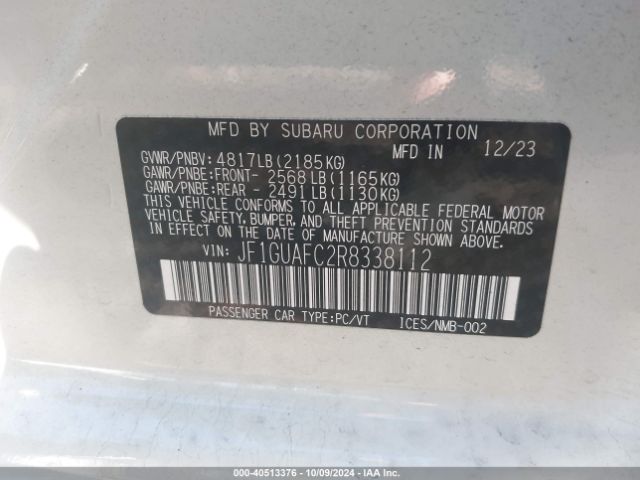 MFD BY SUBARU CORPORATION
GVWR/PNBV: 4817LB(2185KG) MFD IN 12/23
GAWR/PNBE:FRONT- 2568LB(1165KG)
GAWR/PNBE:REAR - 2491LB(1130KG)
THIS VEHICLE CONFORMS TO ALL APPLICABLE FEDERAL MOTOR
VEHICLE SAFETY,BUMPER,AND THEFT PREVENTION STANDARDS
IN EFFECT ON THE DATE OF MANUFACTURE SHOWN ABOVE.
VIN: JF1GUAFC2R8338112
PASSENGER CAR TYPE:PC/VT ICES/NMB-002
000-40513376 - 10/09/2024 - IAAI.COM